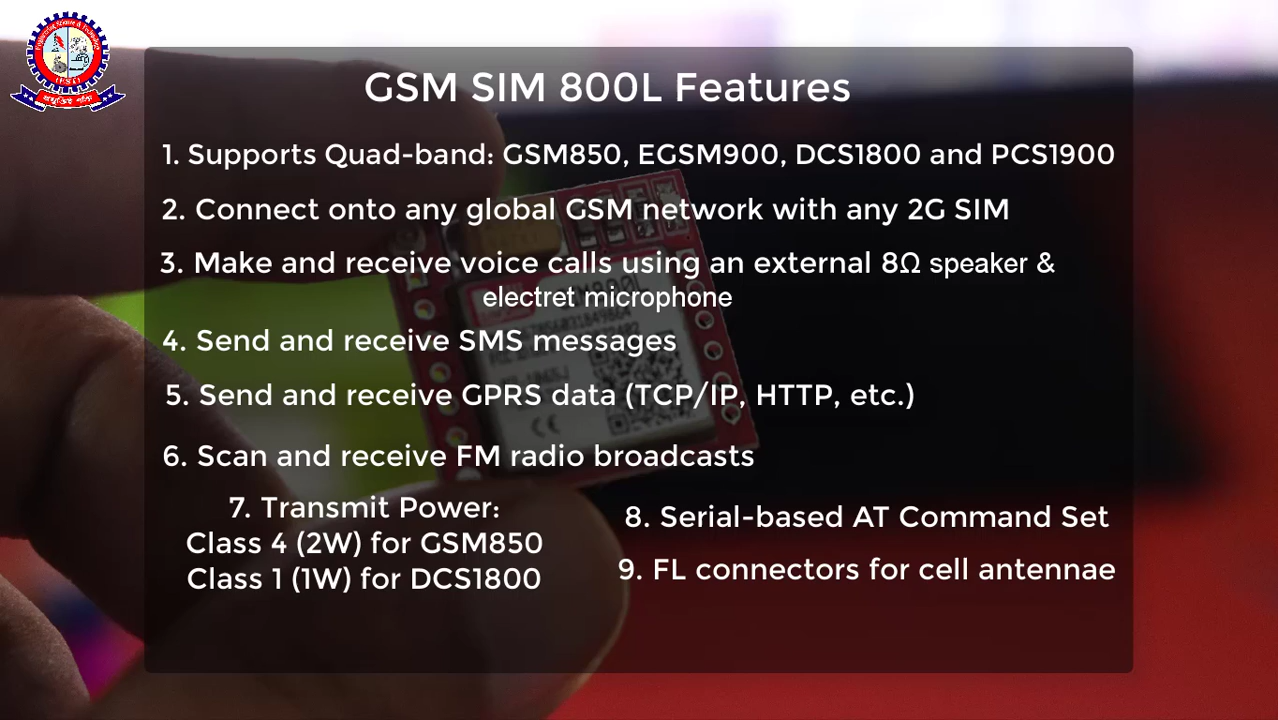 GSM SIM 800L Features
1. Supports Quad-band: GSM850, EGSM900, DCS1800 and PCS1900
2. Connect onto any global GSM network with any 2G SIM
3. Make and receive voice calls using an external 8Ω speaker &
electret microphone
4. Send and receive SMS messages
5. Send and receive GPRS data (TCP/IP, HTTP, etc.)
6. Scan and receive FM radio broadcasts
7. Transmit Power:
Class 4 (2W) for GSM850
Class 1 (1W) for DCS1800
8. Serial-based AT Command Set
9. FL connectors for cell antennae